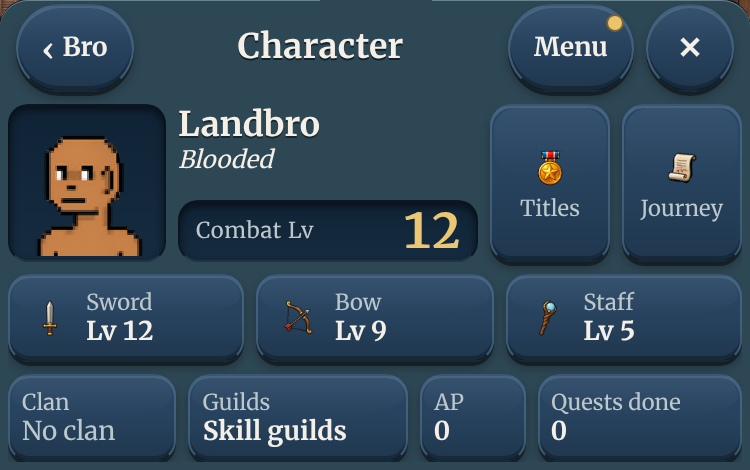 ‹ Bro
Character
Menu
✕
Landbro
Blooded
Combat Lv 12
Titles
Journey
Sword
Lv 12
Bow
Lv 9
Staff
Lv 5
Clan
No clan
Guilds
Skill guilds
AP
0
Quests done
0